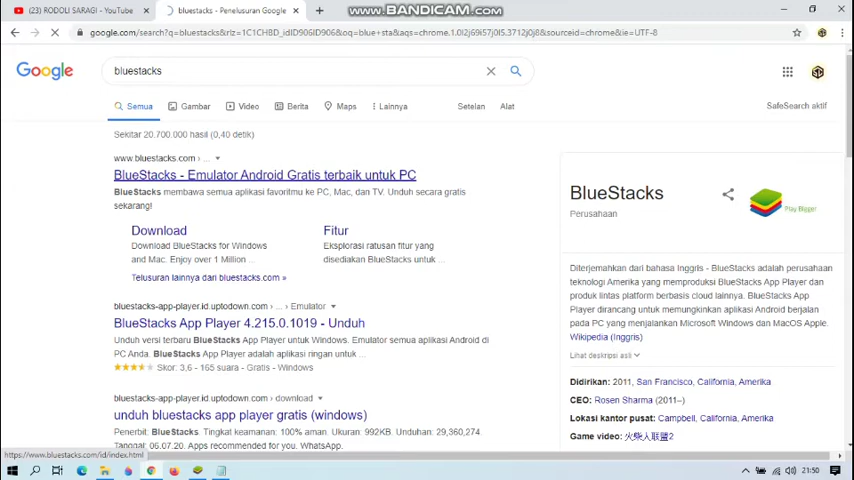 (23) RODOLI SARAGI - YouTube
bluestacks - Penelusuran Google
www.BANDICAM.com
google.com/search?q=bluestacks&rlz=1C1CHBD_idID906ID906&oq=blue+sta&aqs=chrome.1.0i2j69i57j0l5.3712j0j8&sourceid=chrome&ie=UTF-8
Google
bluestacks
Semua Gambar Video Berita Maps Lainnya Setelan Alat SafeSearch aktif
Sekitar 20.700.000 hasil (0,40 detik)
www.bluestacks.com › ...
BlueStacks - Emulator Android Gratis terbaik untuk PC
BlueStacks membawa semua aplikasi favoritmu ke PC, Mac, dan TV. Unduh secara gratis
sekarang!
Download
Download BlueStacks for Windows
and Mac. Enjoy over 1 Million ...
Fitur
Eksplorasi ratusan fitur yang
disediakan BlueStacks untuk ...
Telusuran lainnya dari bluestacks.com »
bluestacks-app-player.id.uptodown.com › ... › Emulator
BlueStacks App Player 4.215.0.1019 - Unduh
Unduh versi terbaru BlueStacks App Player untuk Windows. Emulator semua aplikasi Android di
PC Anda. BlueStacks App Player adalah aplikasi ringan untuk ...
Skor: 3,6 - 165 suara - Gratis - Windows
bluestacks-app-player.id.uptodown.com › download
unduh bluestacks app player gratis (windows)
Penerbit: BlueStacks. Tingkat keamanan: 100% aman. Ukuran: 992KB. Unduhan: 29,360,274.
Tanggal: 06.07.20. Apps recommended for you. WhatsApp.
BlueStacks
Perusahaan
Play Bigger
Diterjemahkan dari bahasa Inggris - BlueStacks adalah perusahaan
teknologi Amerika yang memproduksi BlueStacks App Player dan
produk lintas platform berbasis cloud lainnya. BlueStacks App
Player dirancang untuk memungkinkan aplikasi Android berjalan
pada PC yang menjalankan Microsoft Windows dan MacOS Apple.
Wikipedia (Inggris)
Lihat deskripsi asli
Didirikan: 2011, San Francisco, California, Amerika
CEO: Rosen Sharma (2011–)
Lokasi kantor pusat: Campbell, California, Amerika
Game video: 火柴人联盟2
https://www.bluestacks.com/id/index.html
21:50